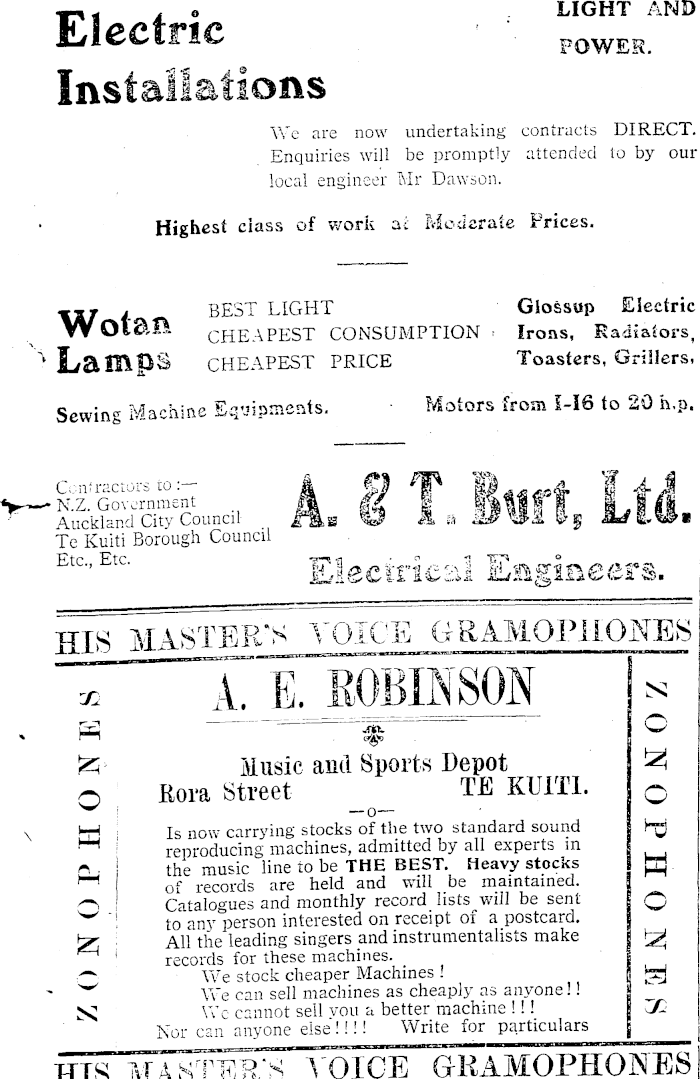 Electric
Installations
LIGHT AND
POWER.
We are now undertaking contracts DIRECT.
Enquiries will be promptly attended to by our
local engineer Mr Dawson.
Highest class of work at Moderate Prices.
Wotan
Lamps
BEST LIGHT
CHEAPEST CONSUMPTION
CHEAPEST PRICE
Glossup Electric
Irons, Radiators,
Toasters, Grillers,
Sewing Machine Equipments.
Motors from 1-16 to 20 h.p.
Contractors to :—
N.Z. Government
Auckland City Council
Te Kuiti Borough Council
Etc., Etc.
A. & T. Burt, Ltd.
Electrical Engineers.
HIS MASTER'S VOICE GRAMOPHONES
ZONOPHONES
A. E. ROBINSON
Music and Sports Depot
Rora Street TE KUITI.
—o—
Is now carrying stocks of the two standard sound
reproducing machines, admitted by all experts in
the music line to be THE BEST. Heavy stocks
of records are held and will be maintained.
Catalogues and monthly record lists will be sent
to any person interested on receipt of a postcard.
All the leading singers and instrumentalists make
records for these machines.
We stock cheaper Machines !
We can sell machines as cheaply as anyone !!
We cannot sell you a better machine !!!
Nor can anyone else !!!! Write for particulars
ZONOPHONES
HIS MASTER'S VOICE GRAMOPHONES